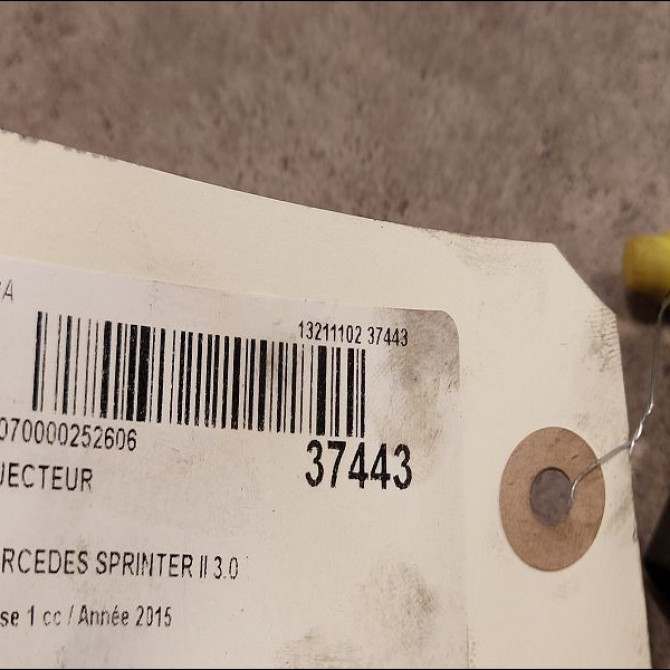 13211102 37443
070000252606
37443
JECTEUR
RCEDES SPRINTER II 3.0
se 1 cc / Année 2015